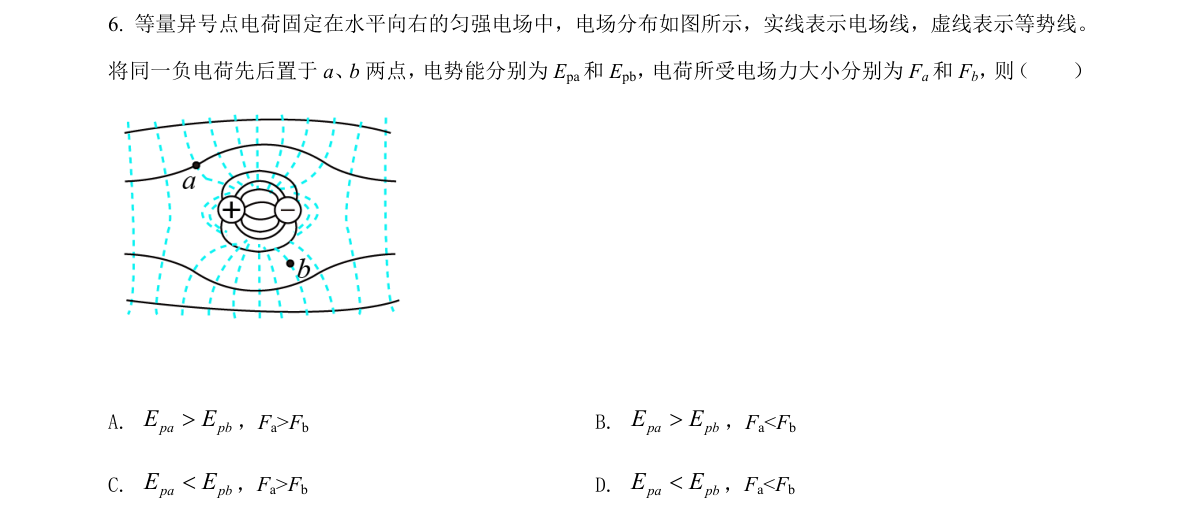 6. 等量异号点电荷固定在水平向右的匀强电场中，电场分布如图所示，实线表示电场线，虚线表示等势线。
将同一负电荷先后置于 a、b 两点，电势能分别为 Epa 和 Epb，电荷所受电场力大小分别为 Fa 和 Fb，则（　　）
a
+ −
b
A. Epa > Epb，Fa>Fb B. Epa > Epb，Fa<Fb
C. Epa < Epb，Fa>Fb D. Epa < Epb，Fa<Fb